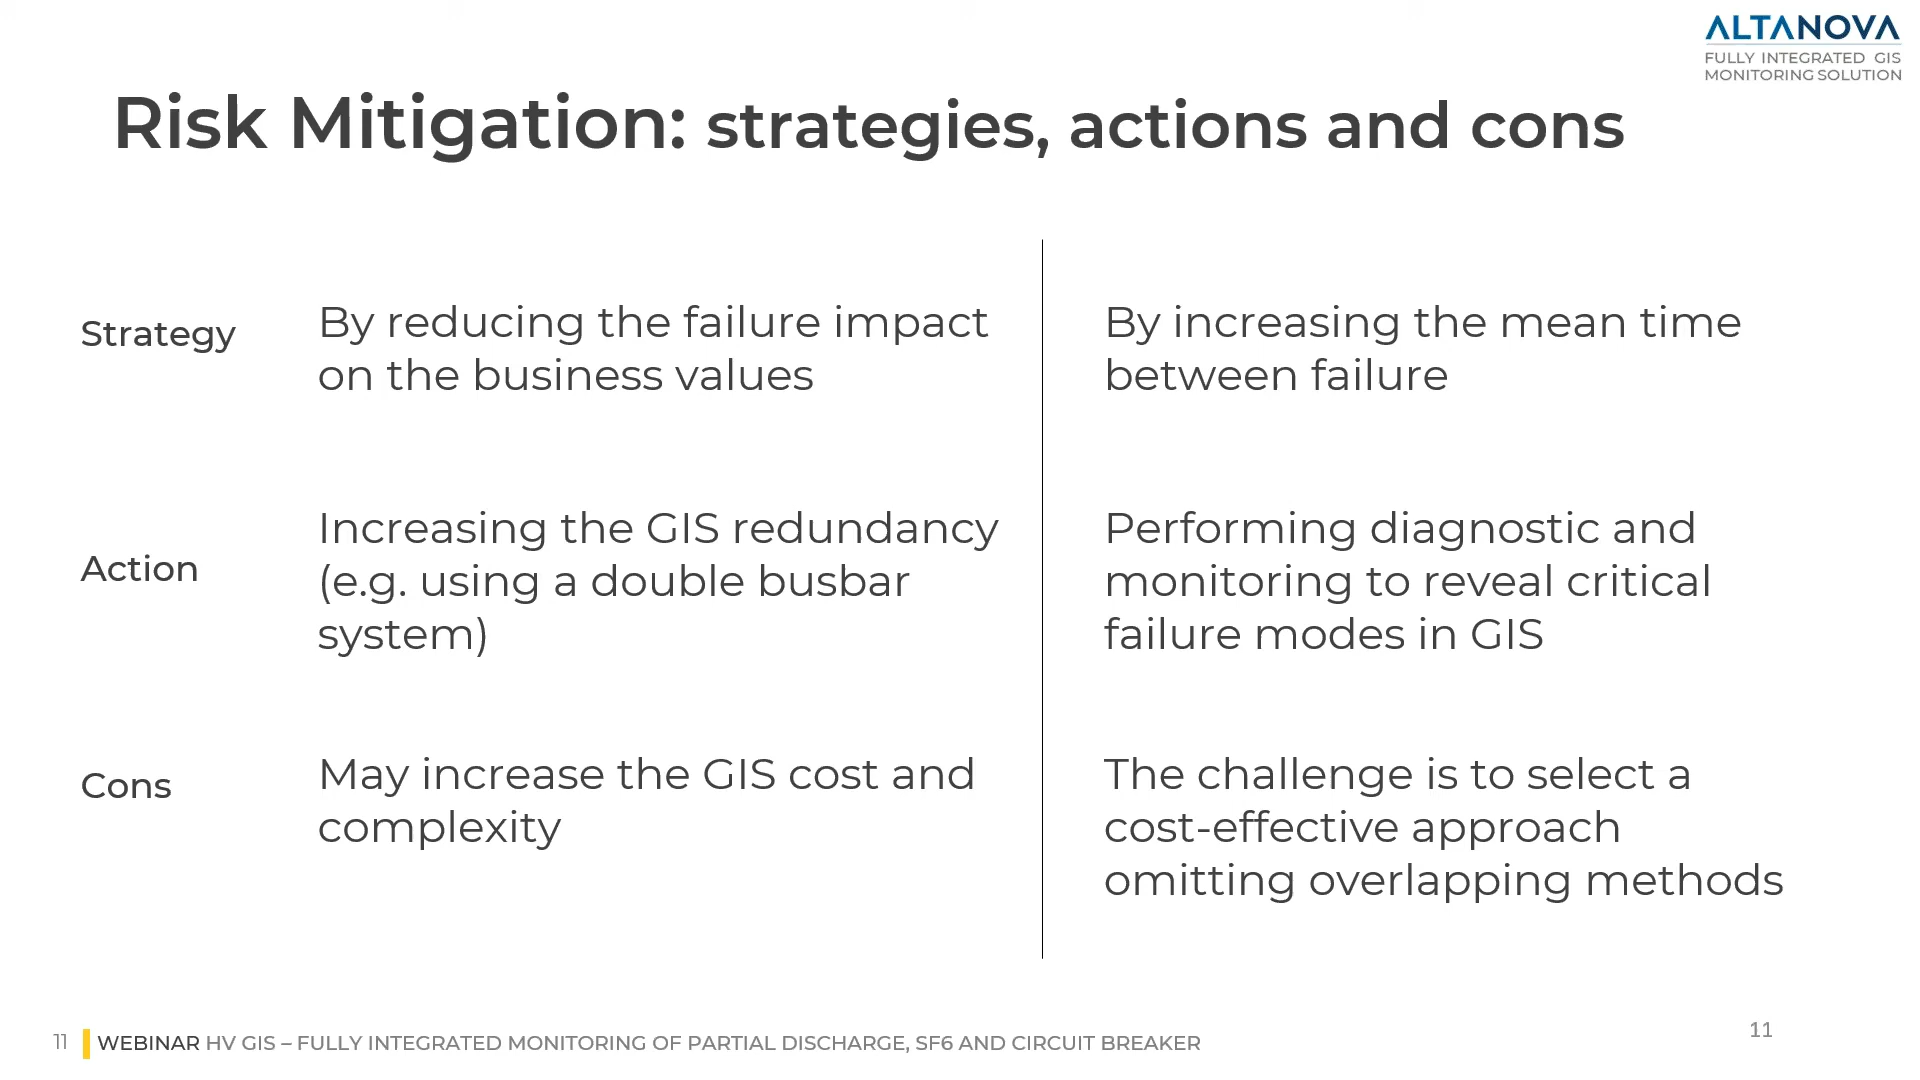 ALTANOVA
FULLY INTEGRATED GIS
MONITORING SOLUTION
Risk Mitigation: strategies, actions and cons
Strategy
By reducing the failure impact
on the business values
By increasing the mean time
between failure
Action
Increasing the GIS redundancy
(e.g. using a double busbar
system)
Performing diagnostic and
monitoring to reveal critical
failure modes in GIS
Cons
May increase the GIS cost and
complexity
The challenge is to select a
cost-effective approach
omitting overlapping methods
11 WEBINAR HV GIS – FULLY INTEGRATED MONITORING OF PARTIAL DISCHARGE, SF6 AND CIRCUIT BREAKER
11